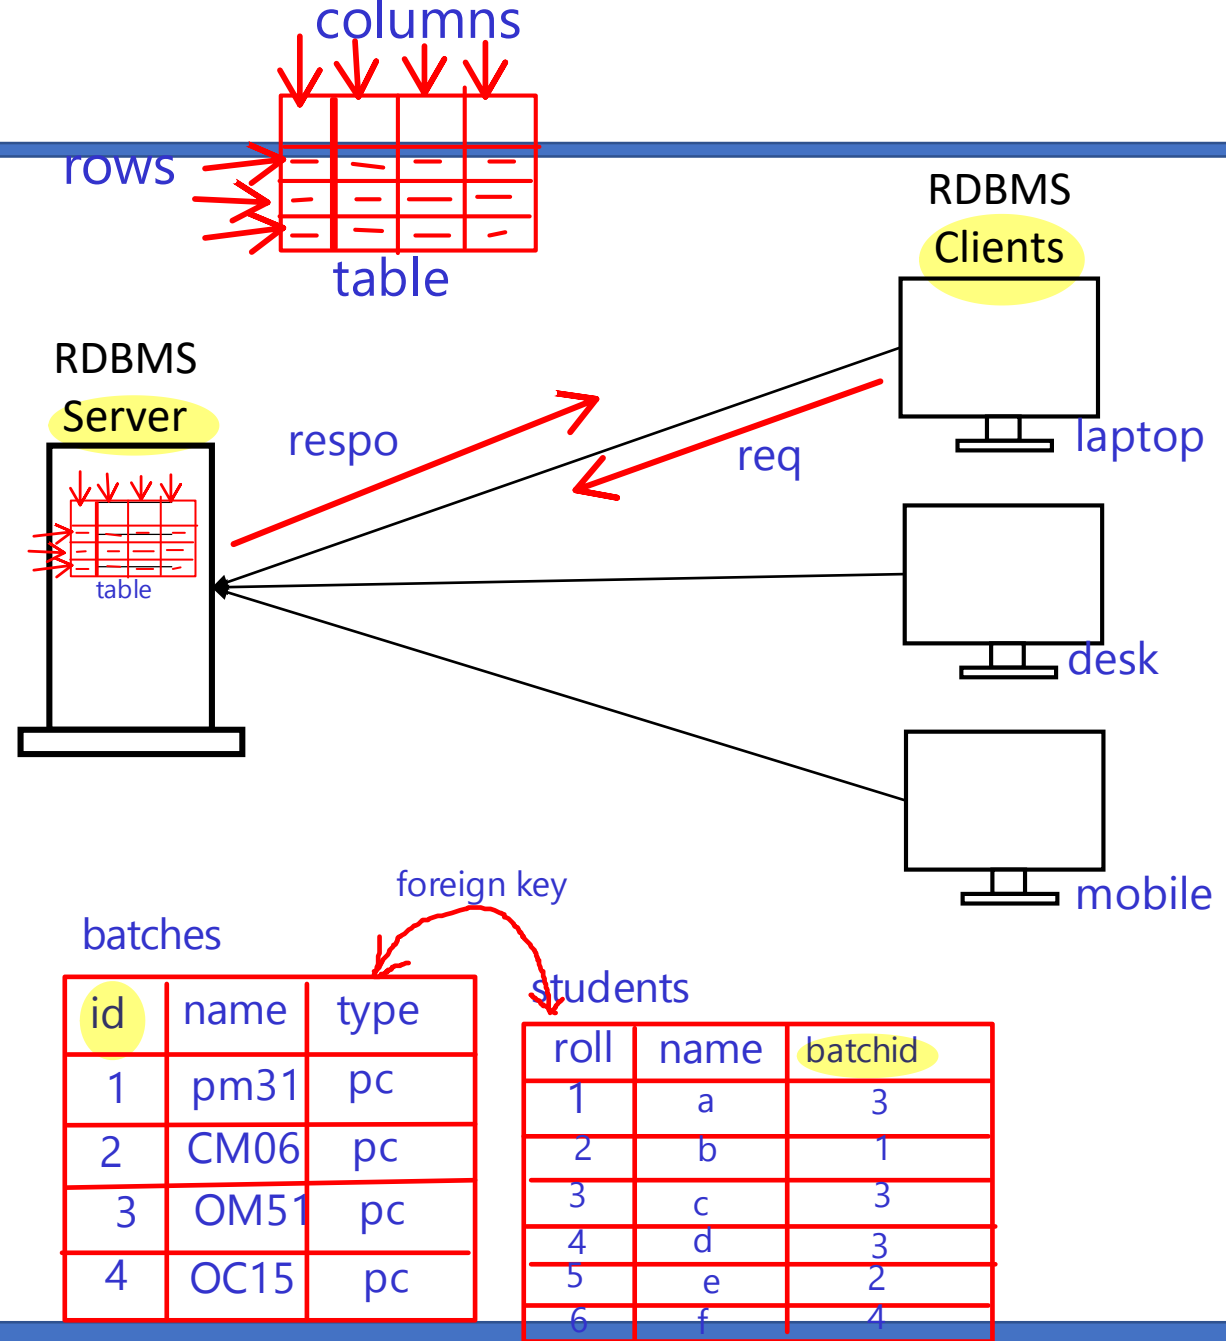 columns
rows
table
RDBMS
Clients
RDBMS
Server
respo
req
laptop
table
desk
mobile
foreign key
batches
id name type
1 pm31 pc
2 CM06 pc
3 OM51 pc
4 OC15 pc
students
roll name batchid
1 a 3
2 b 1
3 c 3
4 d 3
5 e 2
6 f 4